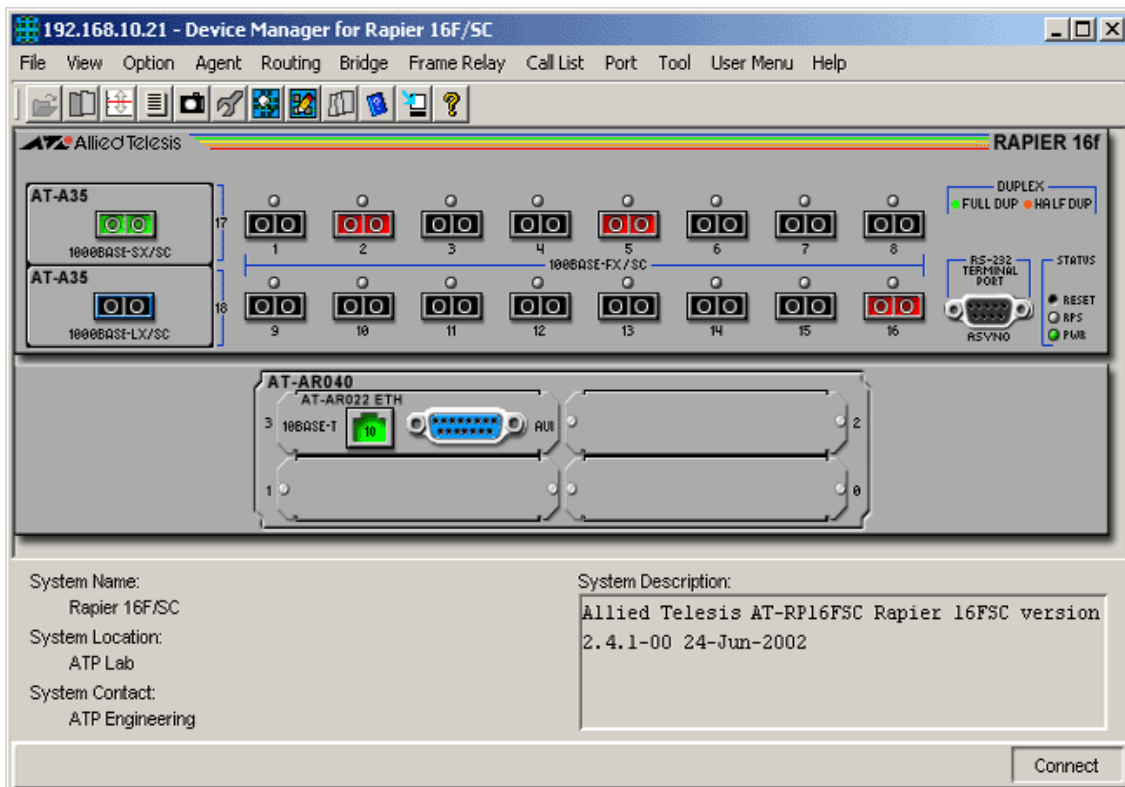 192.168.10.21 - Device Manager for Rapier 16F/SC
File View Option Agent Routing Bridge Frame Relay Call List Port Tool User Menu Help
Allied Telesis
RAPIER 16f
AT-A35
17
1000BASE-SX/SC
AT-A35
18
1000BASE-LX/SC
1 2 3 4 5 6 7 8
100BASE-FX/SC
9 10 11 12 13 14 15 16
DUPLEX
FULL DUP HALF DUP
RS-232
TERMINAL
PORT
ASYN0
STATUS
RESET
RPS
PWR
AT-AR040
AT-AR022 ETH
3 10BASE-T 10 AUI 2
1 0
System Name:
Rapier 16F/SC
System Location:
ATP Lab
System Contact:
ATP Engineering
System Description:
Allied Telesis AT-RP16FSC Rapier 16FSC version
2.4.1-00 24-Jun-2002
Connect